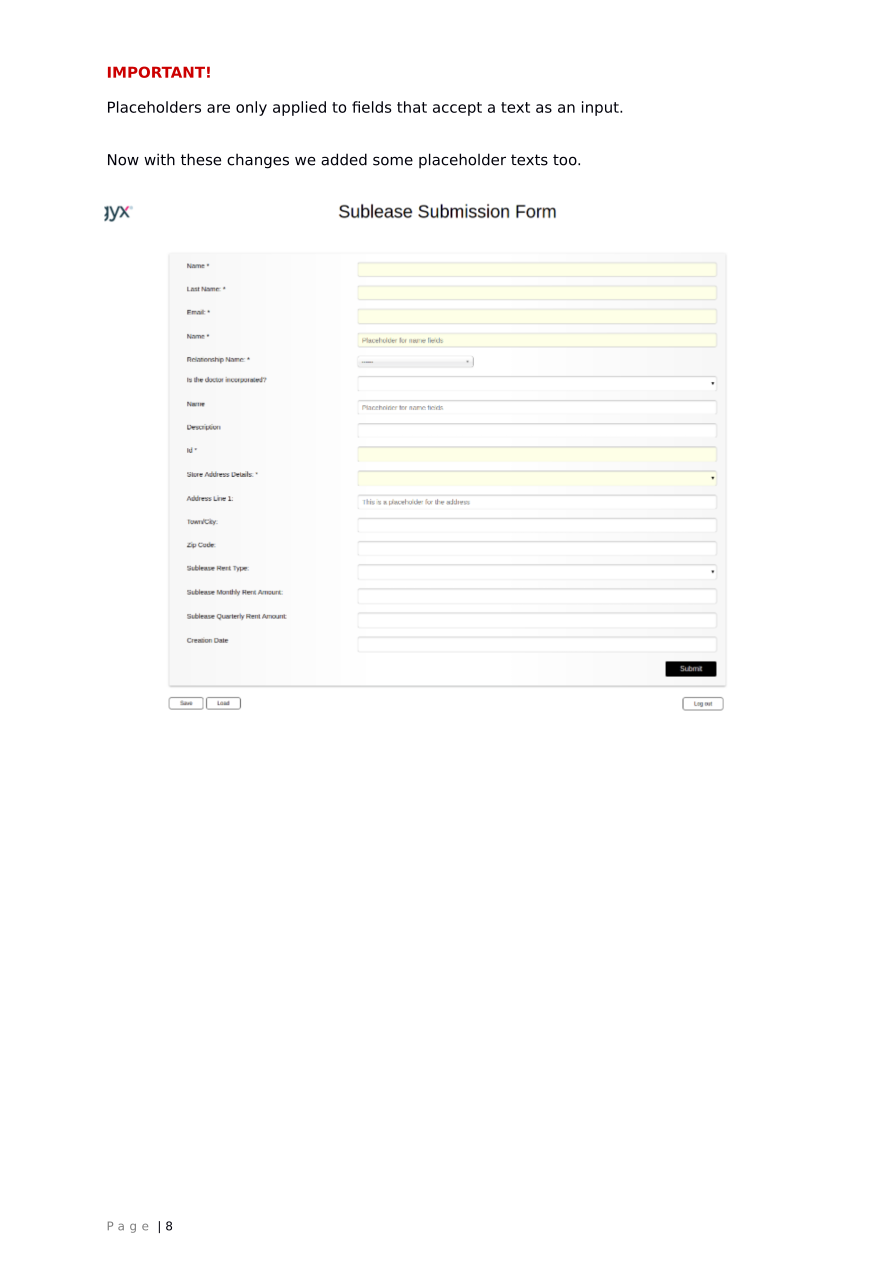 IMPORTANT!
Placeholders are only applied to fields that accept a text as an input.
Now with these changes we added some placeholder texts too.
gyx
Sublease Submission Form
Name *
Last Name: *
Email: *
Name * Placeholder for name fields
Relationship Name: * ------
Is the doctor incorporated?
Name Placeholder for name fields
Description
Id *
Store Address Details: *
Address Line 1: This is a placeholder for the address
Town/City:
Zip Code:
Sublease Rent Type:
Sublease Monthly Rent Amount:
Sublease Quarterly Rent Amount:
Creation Date
Submit
Save Load Log out
Page | 8